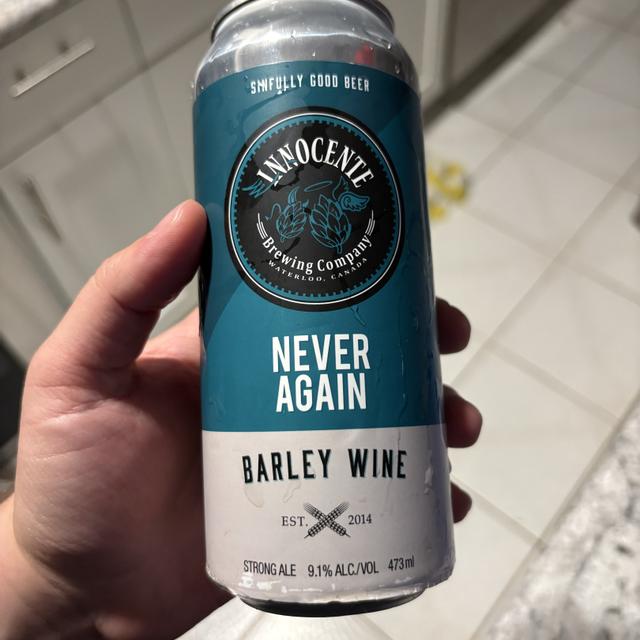 SINFULLY GOOD BEER
INNOCENTE
Brewing Company
WATERLOO, CANADA
NEVER
AGAIN
BARLEY WINE
EST. 2014
STRONG ALE 9.1% ALC./VOL 473ml